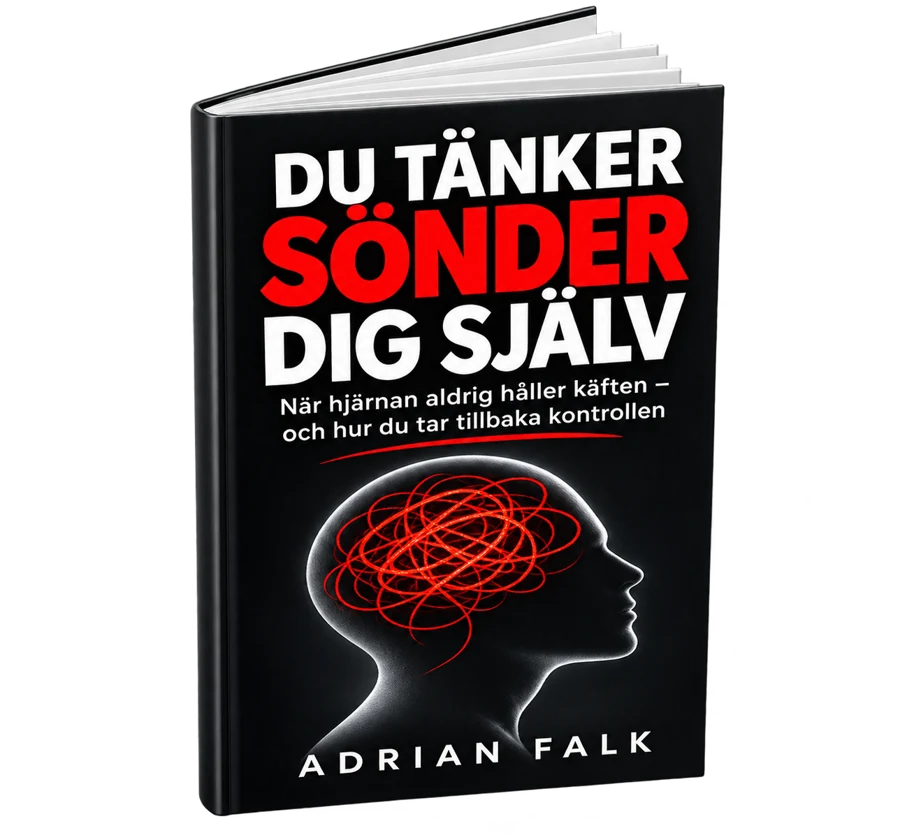 DU TÄNKER
SÖNDER
DIG SJÄLV
När hjärnan aldrig håller käften –
och hur du tar tillbaka kontrollen
ADRIAN FALK